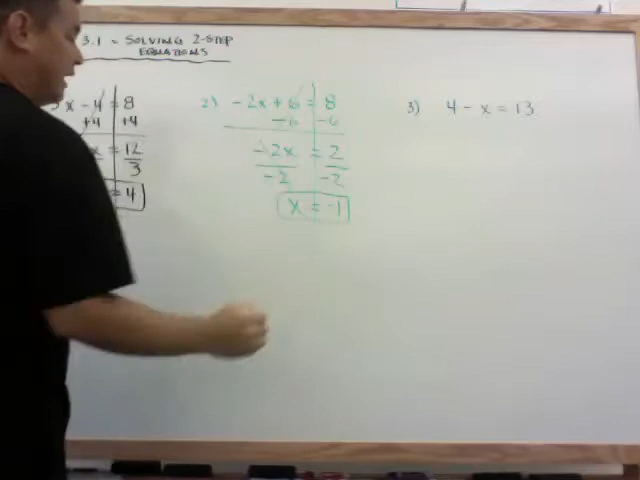 3.1 - SOLVING 2-STEP
EQUATIONS
x - 4 = 8
+4 +4
12
3
= 4
2) -2x + 6 = 8
-6 -6
-2x = 2
-2 -2
x = -1
3) 4 - x = 13